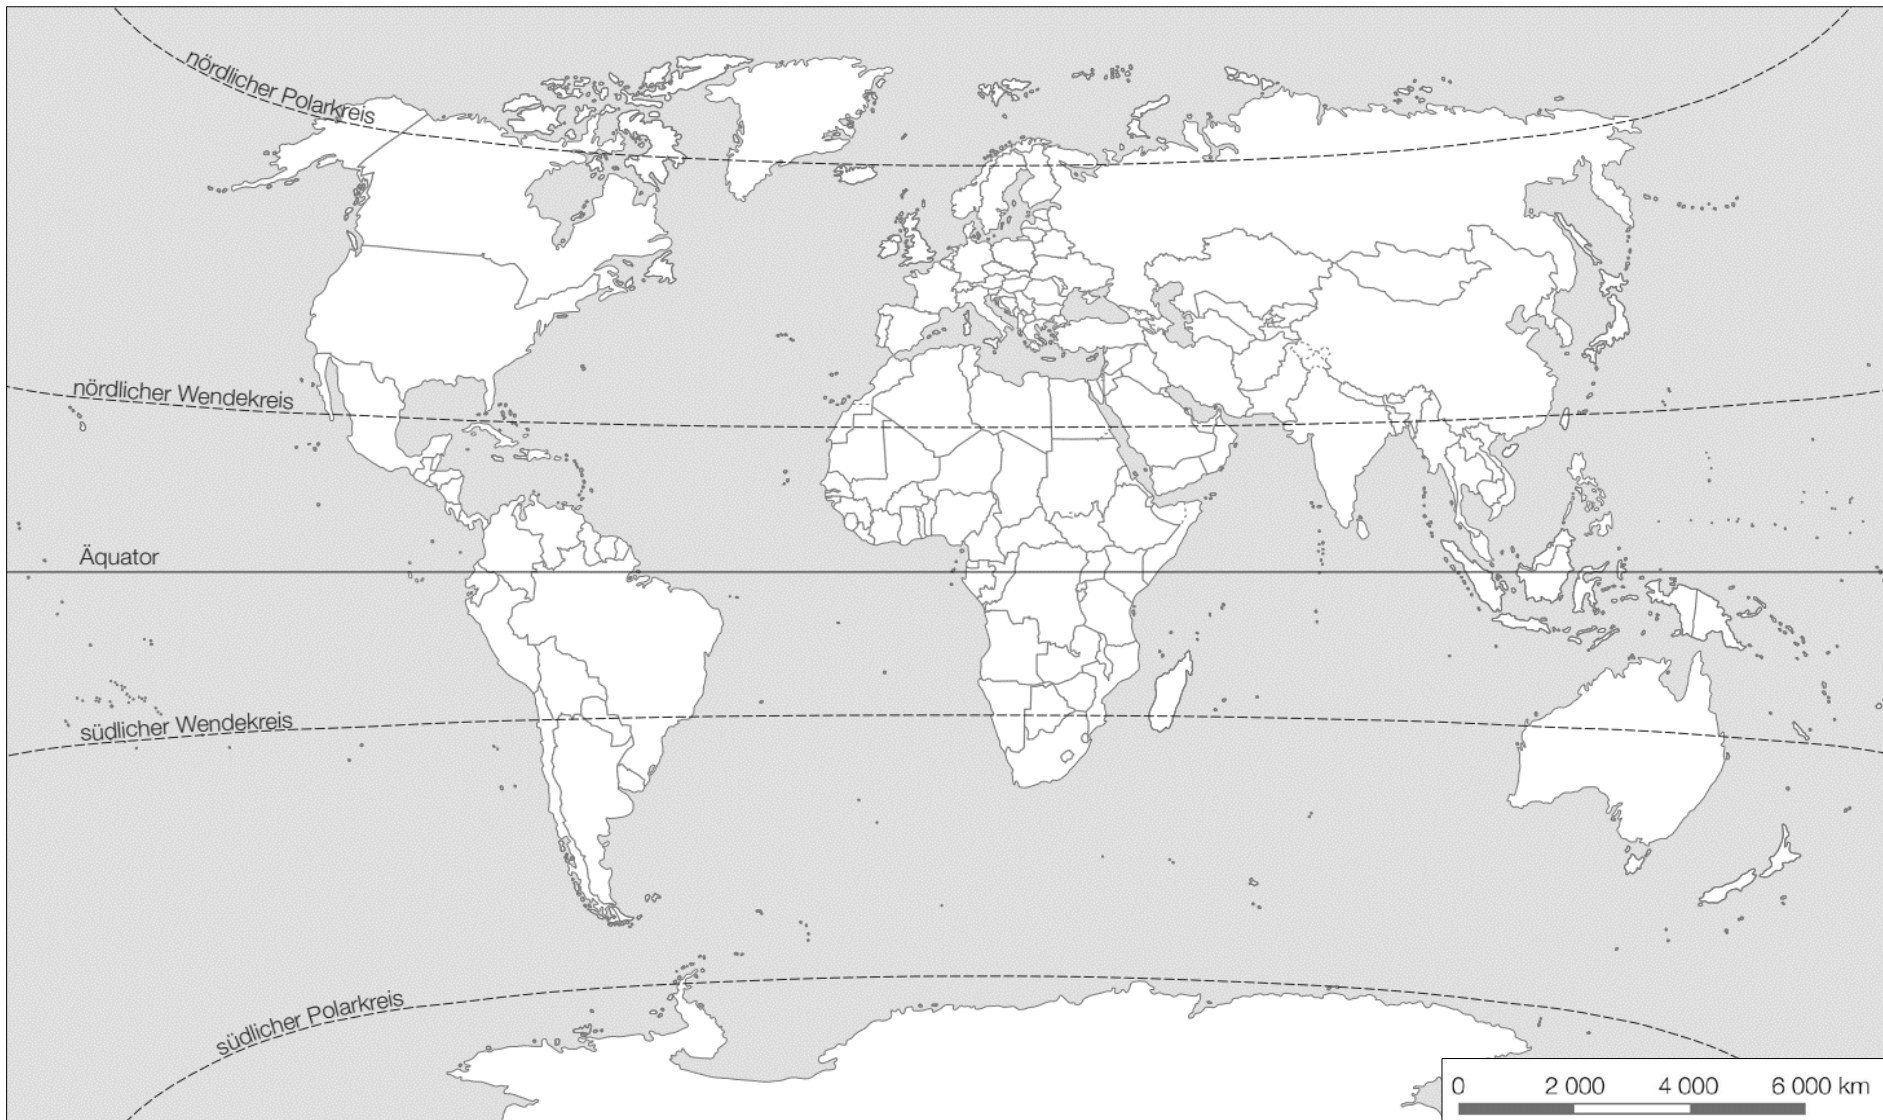 nördlicher Polarkreis
nördlicher Wendekreis
Äquator
südlicher Wendekreis
südlicher Polarkreis
0 2 000 4 000 6 000 km